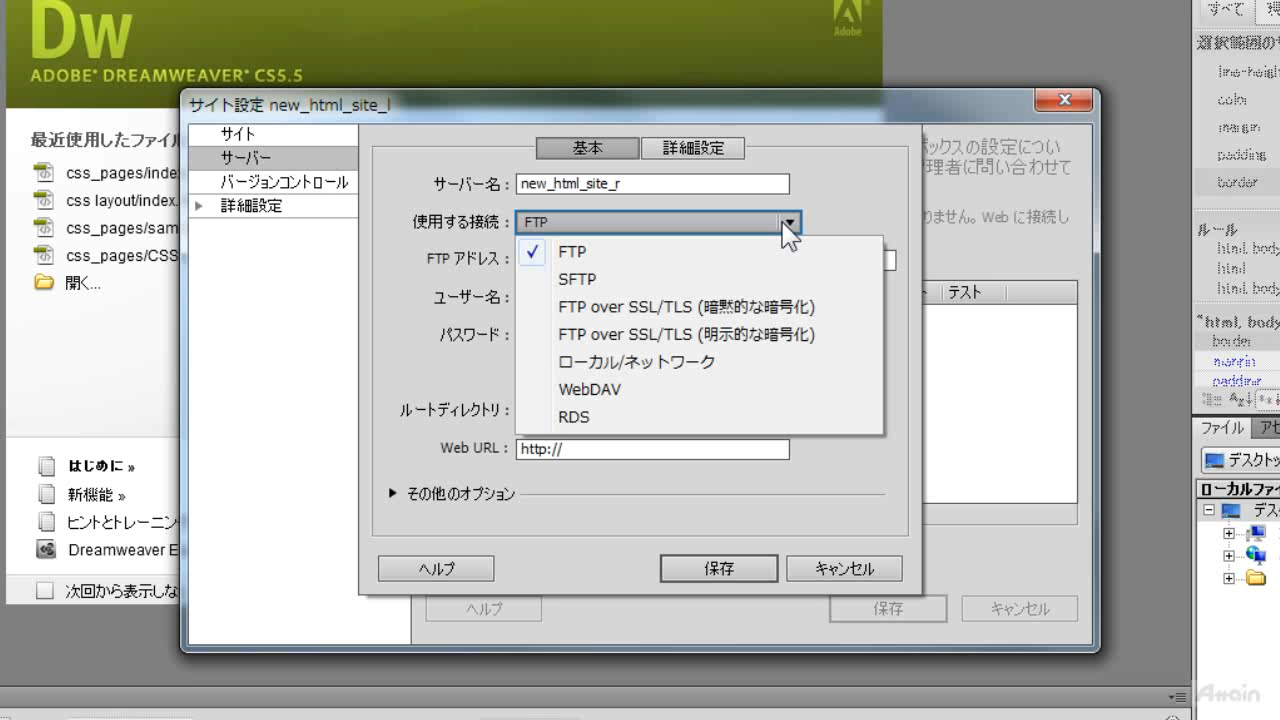 Dw
ADOBE® DREAMWEAVER® CS5.5
Adobe
最近使用したファイル
css_pages/inde
css layout/index.
css_pages/sam
css_pages/CSS
開く...
はじめに »
新機能 »
ヒントとトレーニン
Dreamweaver E
次回から表示しな
サイト設定 new_html_site_l
サイト
サーバー
バージョンコントロール
詳細設定
基本
詳細設定
サーバー名 : new_html_site_r
使用する接続 : FTP
FTP アドレス :
ユーザー名 :
パスワード :
FTP
SFTP
FTP over SSL/TLS (暗黙的な暗号化)
FTP over SSL/TLS (明示的な暗号化)
ローカル/ネットワーク
WebDAV
RDS
ルートディレクトリ :
Web URL : http://
その他のオプション
ヘルプ
保存
キャンセル
ックスの設定につい
管理者に問い合わせて
りません。Web に接続し
テスト
ヘルプ
保存
キャンセル
すべて
選択範囲の
line-heigh
color
margin
padding
border
ルール
html, body
html
html, body
"html, body
border
margin
padding
ファイル
アセ
デスクトッ
ローカルファイ
デス
Attain